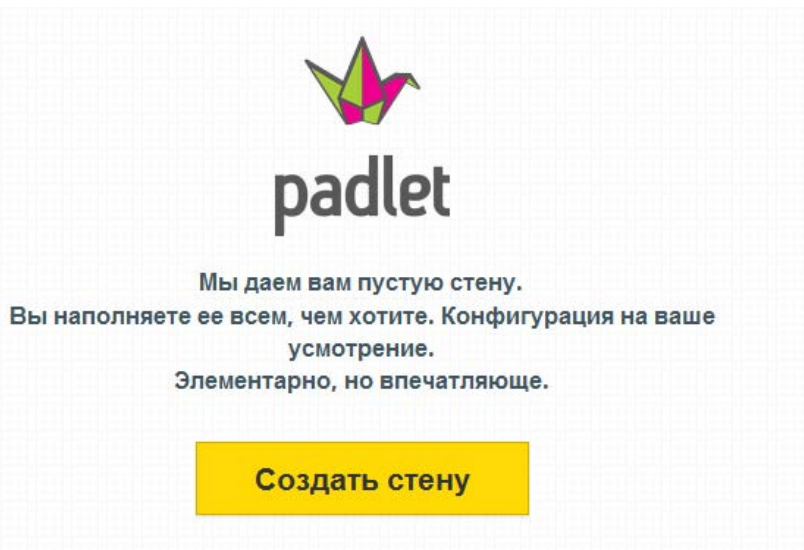 padlet
Мы даем вам пустую стену.
Вы наполняете ее всем, чем хотите. Конфигурация на ваше
усмотрение.
Элементарно, но впечатляюще.
Создать стену